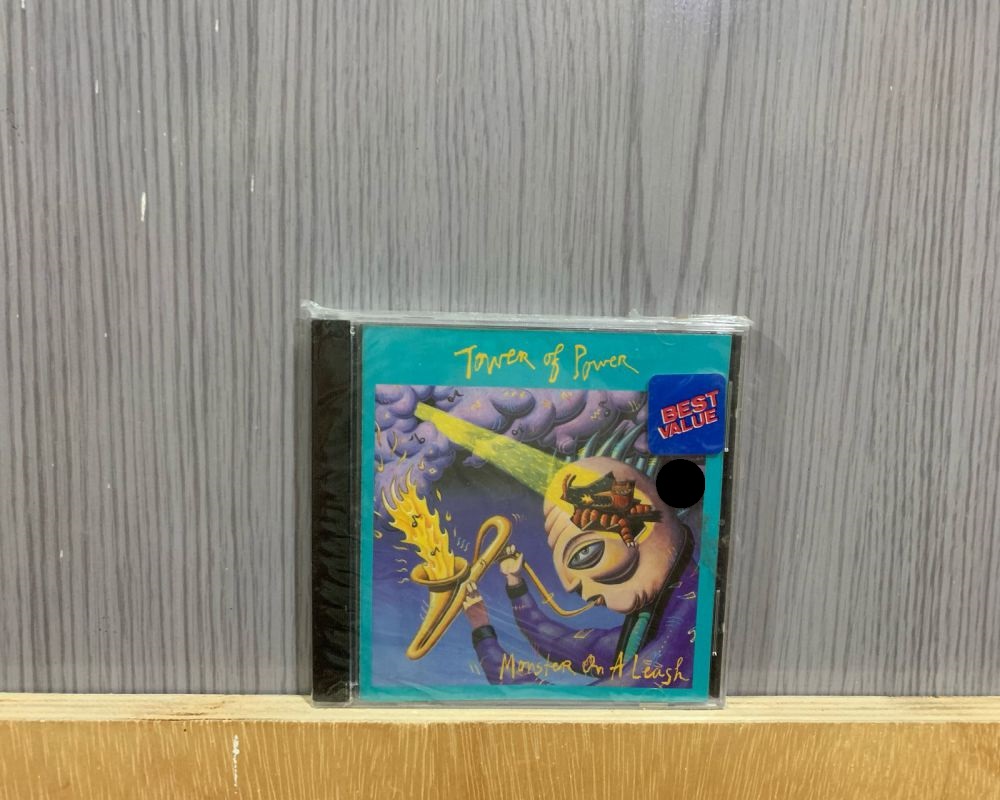 Tower of Power
BEST
VALUE
Monster On A Leash